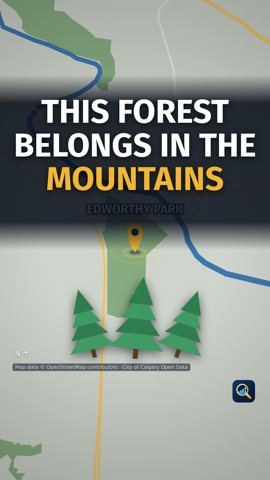 THIS FOREST
BELONGS IN THE
MOUNTAINS
EDWORTHY PARK
N ↑
Map data © OpenStreetMap contributors · City of Calgary Open Data